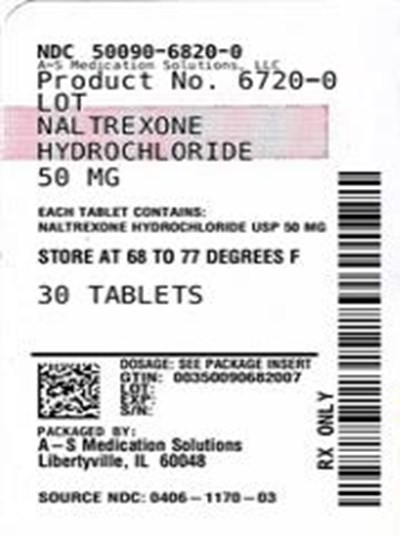 NDC 50090-6820-0
A-S Medication Solutions, LLC
Product No. 6720-0
LOT
NALTREXONE
HYDROCHLORIDE
50 MG
EACH TABLET CONTAINS:
NALTREXONE HYDROCHLORIDE USP 50 MG
STORE AT 68 TO 77 DEGREES F
30 TABLETS
DOSAGE: SEE PACKAGE INSERT
GTIN: 00350090682007
LOT:
EXP:
S/N:
PACKAGED BY:
A-S Medication Solutions
Libertyville, IL 60048
SOURCE NDC: 0406-1170-03
RX ONLY